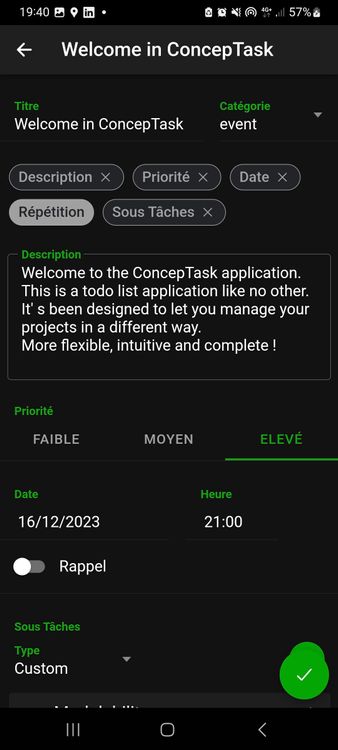 19:40 57%
Welcome in ConcepTask
Titre Catégorie
Welcome in ConcepTask event
Description Priorité Date
Répétition Sous Tâches
Description
Welcome to the ConcepTask application.
This is a todo list application like no other.
It' s been designed to let you manage your
projects in a different way.
More flexible, intuitive and complete !
Priorité
FAIBLE MOYEN ELEVÉ
Date Heure
16/12/2023 21:00
Rappel
Sous Tâches
Type
Custom